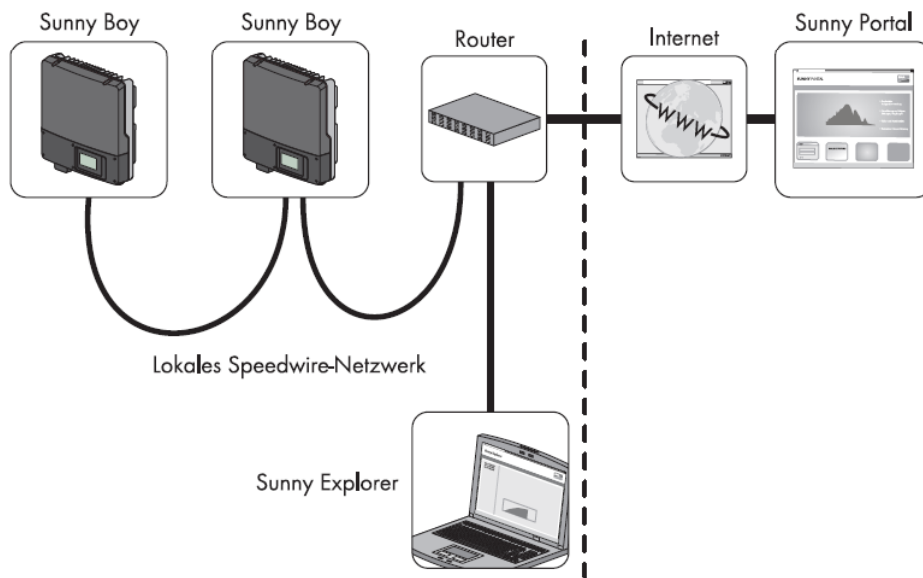 Sunny Boy
Sunny Boy
Router
Internet
Sunny Portal
WWW
Lokales Speedwire-Netzwerk
Sunny Explorer